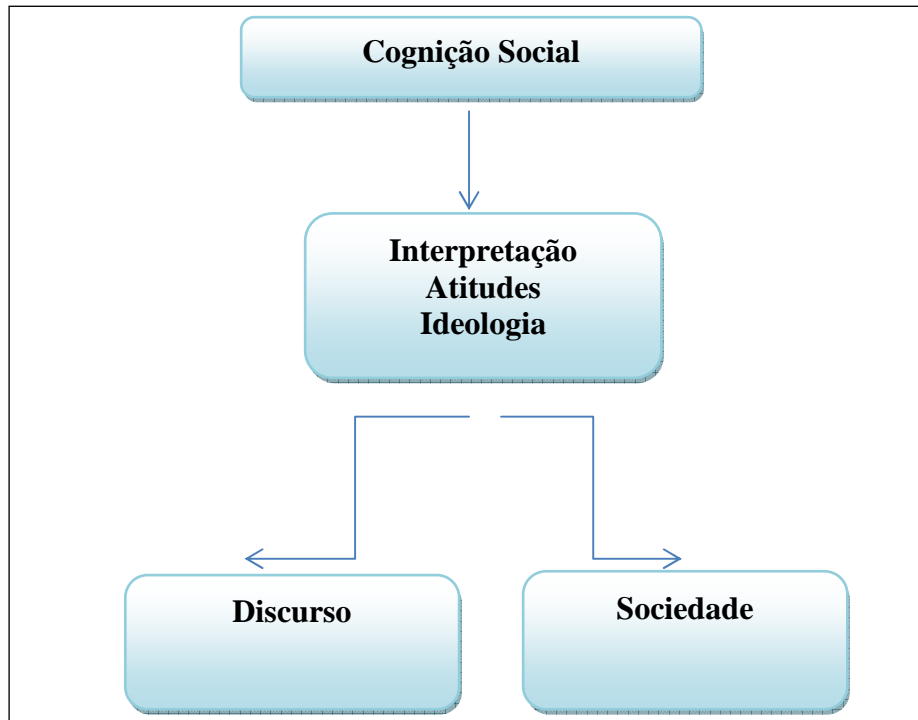 Cognição Social
Interpretação
Atitudes
Ideologia
Discurso
Sociedade